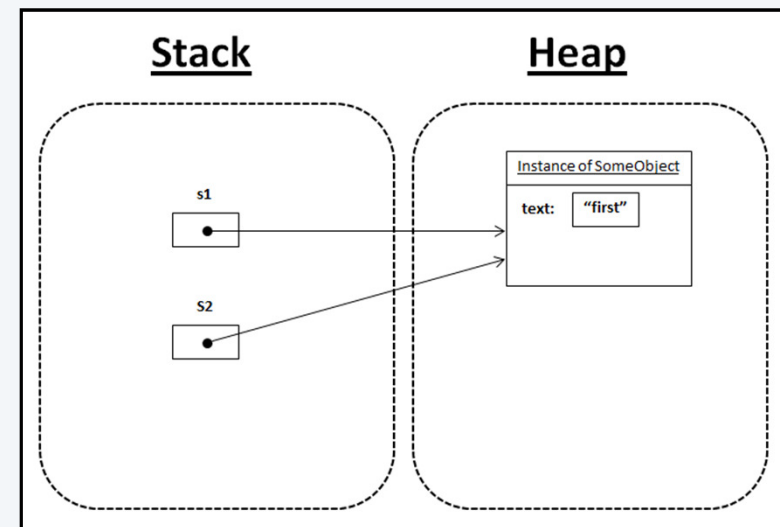 Stack
Heap
Instance of SomeObject
s1
text: “first”
S2